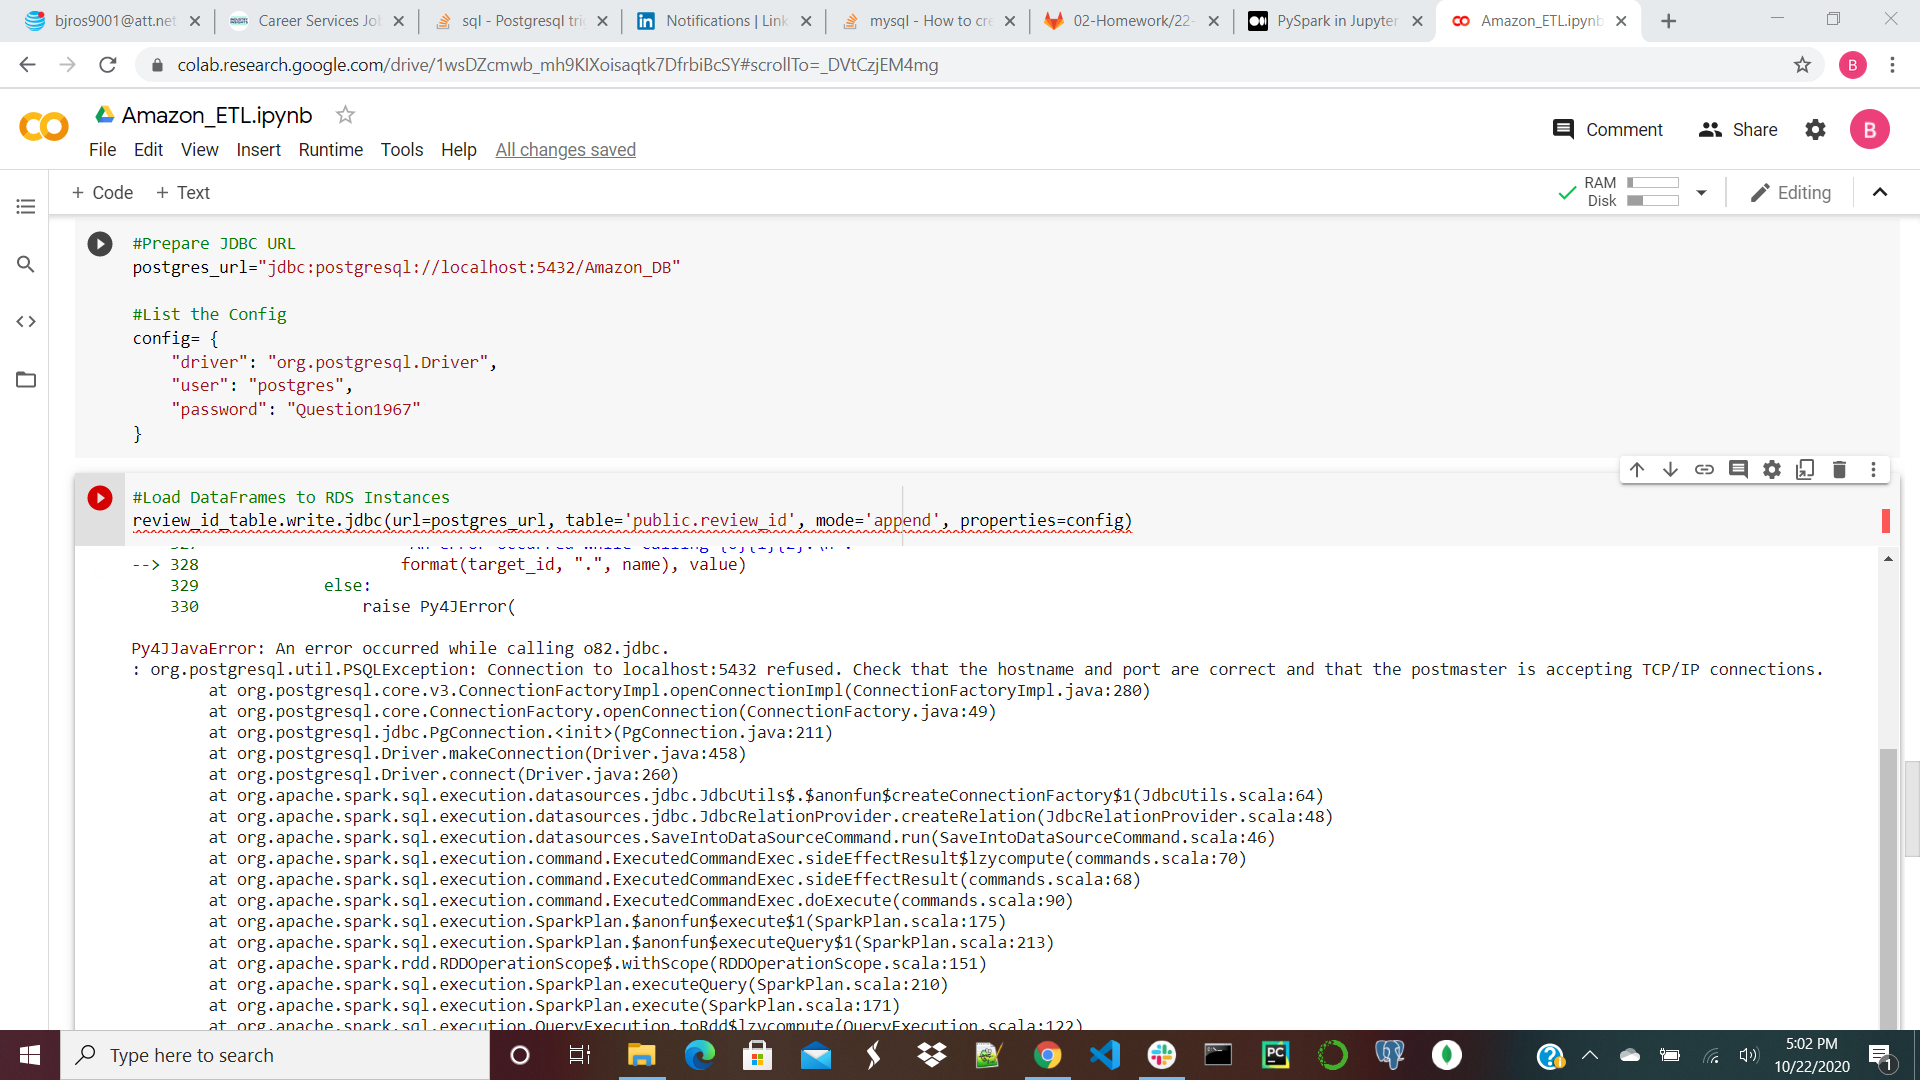 bjros9001@att.net
Career Services Job
sql - Postgresql trig
Notifications | Link
mysql - How to cre
02-Homework/22-
PySpark in Jupyter
Amazon_ETL.ipynb
colab.research.google.com/drive/1wsDZcmwb_mh9KIXoisaqtk7DfrbiBcSY#scrollTo=_DVtCzjEM4mg
B
Amazon_ETL.ipynb
Comment
Share
B
File Edit View Insert Runtime Tools Help All changes saved
+ Code + Text
RAM
Disk
Editing
#Prepare JDBC URL
postgres_url="jdbc:postgresql://localhost:5432/Amazon_DB"
#List the Config
config= {
"driver": "org.postgresql.Driver",
"user": "postgres",
"password": "Question1967"
}
#Load DataFrames to RDS Instances
review_id_table.write.jdbc(url=postgres_url, table='public.review_id', mode='append', properties=config)
327 "An error occurred while calling {0}{1}{2}.\n".
--> 328 format(target_id, ".", name), value)
329 else:
330 raise Py4JError(
Py4JJavaError: An error occurred while calling o82.jdbc.
: org.postgresql.util.PSQLException: Connection to localhost:5432 refused. Check that the hostname and port are correct and that the postmaster is accepting TCP/IP connections.
at org.postgresql.core.v3.ConnectionFactoryImpl.openConnectionImpl(ConnectionFactoryImpl.java:280)
at org.postgresql.core.ConnectionFactory.openConnection(ConnectionFactory.java:49)
at org.postgresql.jdbc.PgConnection.<init>(PgConnection.java:211)
at org.postgresql.Driver.makeConnection(Driver.java:458)
at org.postgresql.Driver.connect(Driver.java:260)
at org.apache.spark.sql.execution.datasources.jdbc.JdbcUtils$.$anonfun$createConnectionFactory$1(JdbcUtils.scala:64)
at org.apache.spark.sql.execution.datasources.jdbc.JdbcRelationProvider.createRelation(JdbcRelationProvider.scala:48)
at org.apache.spark.sql.execution.datasources.SaveIntoDataSourceCommand.run(SaveIntoDataSourceCommand.scala:46)
at org.apache.spark.sql.execution.command.ExecutedCommandExec.sideEffectResult$lzycompute(commands.scala:70)
at org.apache.spark.sql.execution.command.ExecutedCommandExec.sideEffectResult(commands.scala:68)
at org.apache.spark.sql.execution.command.ExecutedCommandExec.doExecute(commands.scala:90)
at org.apache.spark.sql.execution.SparkPlan.$anonfun$execute$1(SparkPlan.scala:175)
at org.apache.spark.sql.execution.SparkPlan.$anonfun$executeQuery$1(SparkPlan.scala:213)
at org.apache.spark.rdd.RDDOperationScope$.withScope(RDDOperationScope.scala:151)
at org.apache.spark.sql.execution.SparkPlan.executeQuery(SparkPlan.scala:210)
at org.apache.spark.sql.execution.SparkPlan.execute(SparkPlan.scala:171)
at org.apache.spark.sql.execution.QueryExecution.toRdd$lzycompute(QueryExecution.scala:122)
Type here to search
5:02 PM
10/22/2020
1